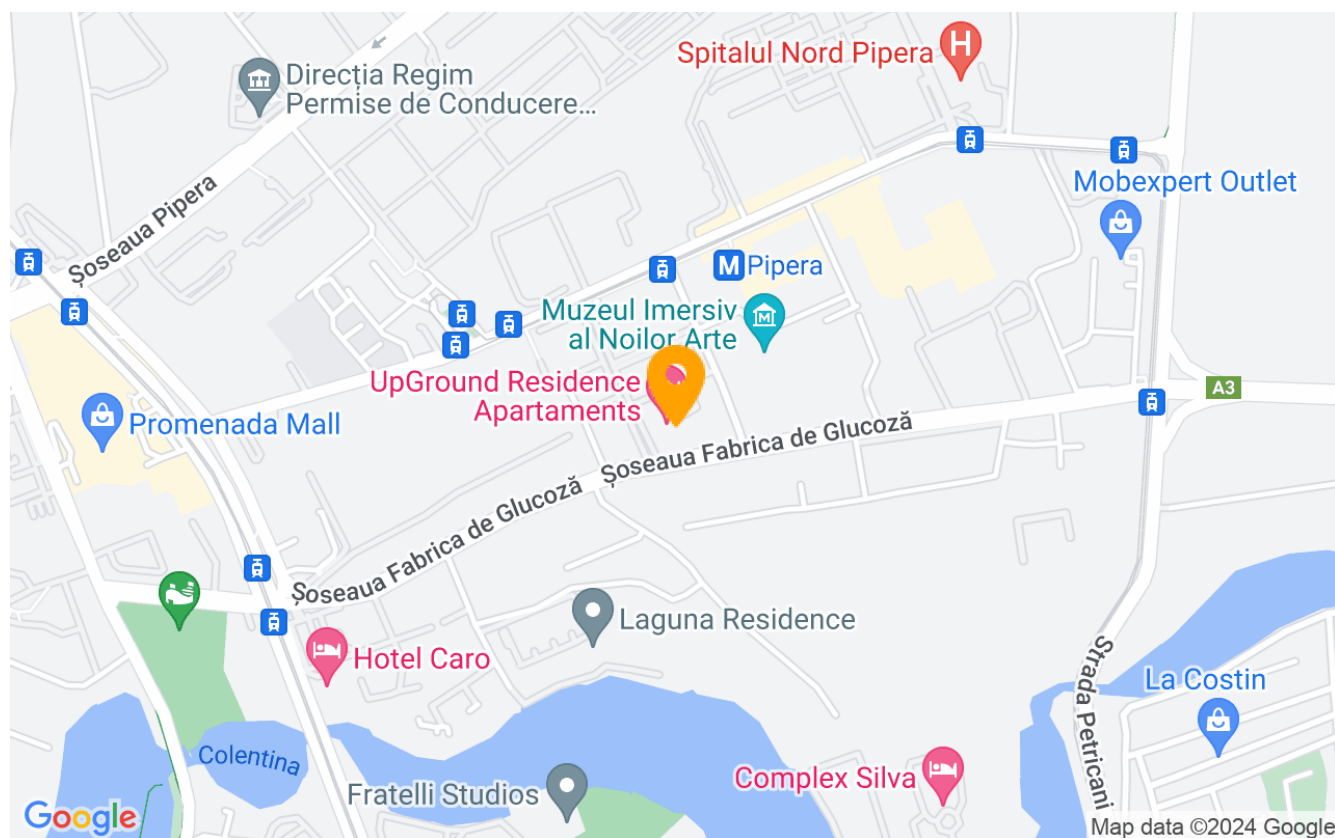 Spitalul Nord Pipera
H
Direcția Regim
Permise de Conducere...
Șoseaua Pipera
Mobexpert Outlet
M Pipera
Muzeul Imersiv
al Noilor Arte
M
UpGround Residence
Apartaments
A3
Promenada Mall
Șoseaua Fabrica de Glucoză
Șoseaua Fabrica de Glucoză
Laguna Residence
Hotel Caro
Strada Petricani
La Costin
Colentina
Complex Silva
Fratelli Studios
Google
Map data ©2024 Google